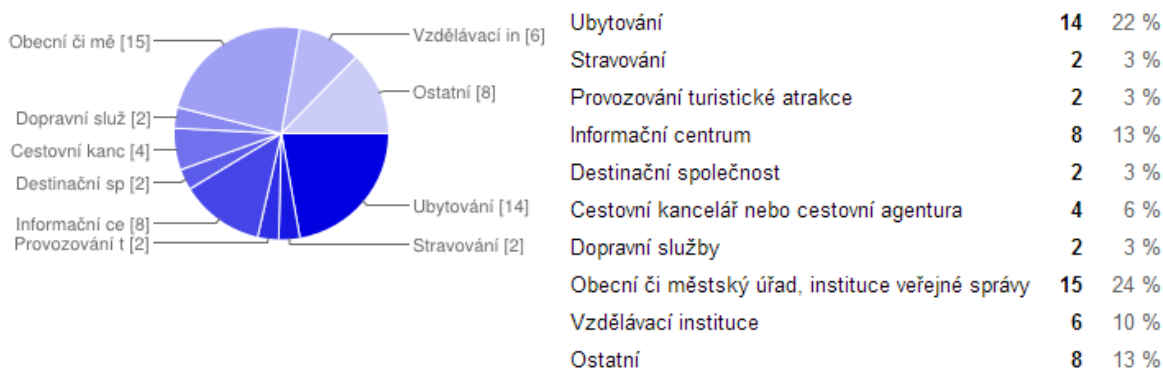 Obecní či mě [15]
Dopravní služ [2]
Cestovní kanc [4]
Destinační sp [2]
Informační ce [8]
Provozování t [2]
Vzdělávací in [6]
Ostatní [8]
Ubytování [14]
Stravování [2]
Ubytování 14 22 %
Stravování 2 3 %
Provozování turistické atrakce 2 3 %
Informační centrum 8 13 %
Destinační společnost 2 3 %
Cestovní kancelář nebo cestovní agentura 4 6 %
Dopravní služby 2 3 %
Obecní či městský úřad, instituce veřejné správy 15 24 %
Vzdělávací instituce 6 10 %
Ostatní 8 13 %